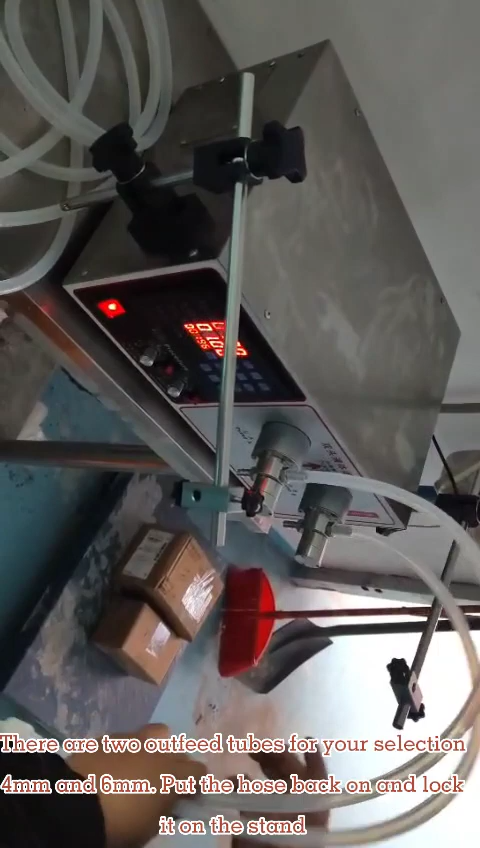 There are two outfeed tubes for your selection
4mm and 6mm. Put the hose back on and lock
it on the stand